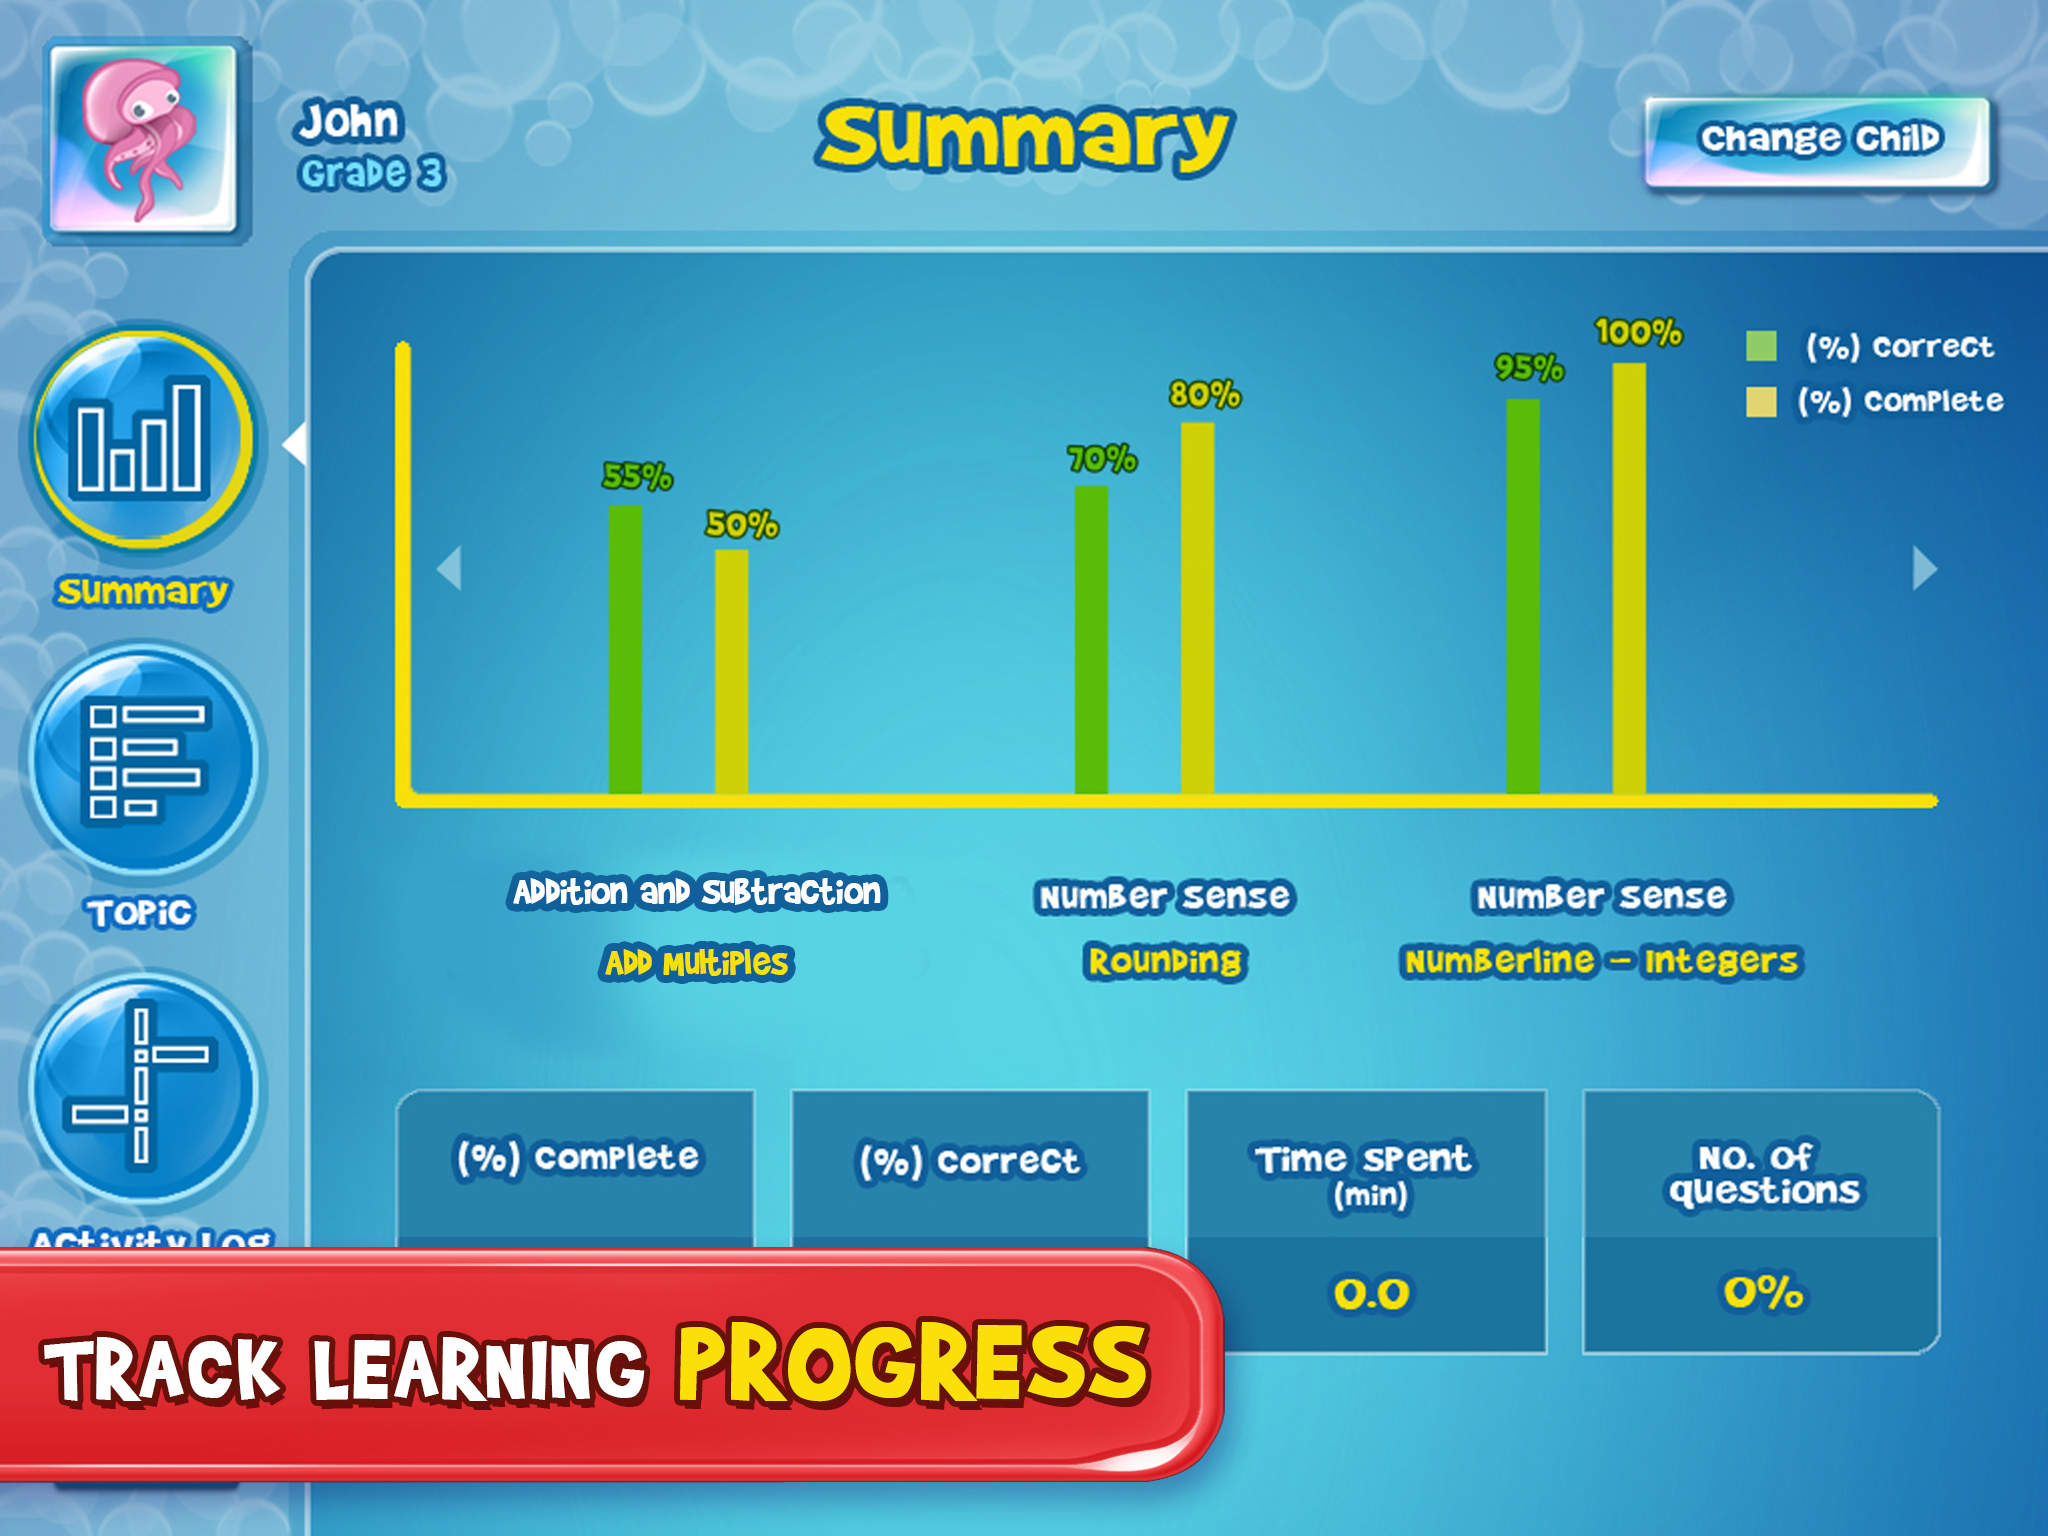 John
Grade 3
Summary
Change Child
(%) correct
(%) complete
55%
50%
70%
80%
95%
100%
Summary
Topic
Activity Log
Addition and Subtraction
Add Multiples
Number Sense
Rounding
Number Sense
Numberline - Integers
(%) complete
(%) correct
Time spent
(min)
No. of
questions
0.0
0%
TRACK LEARNING PROGRESS